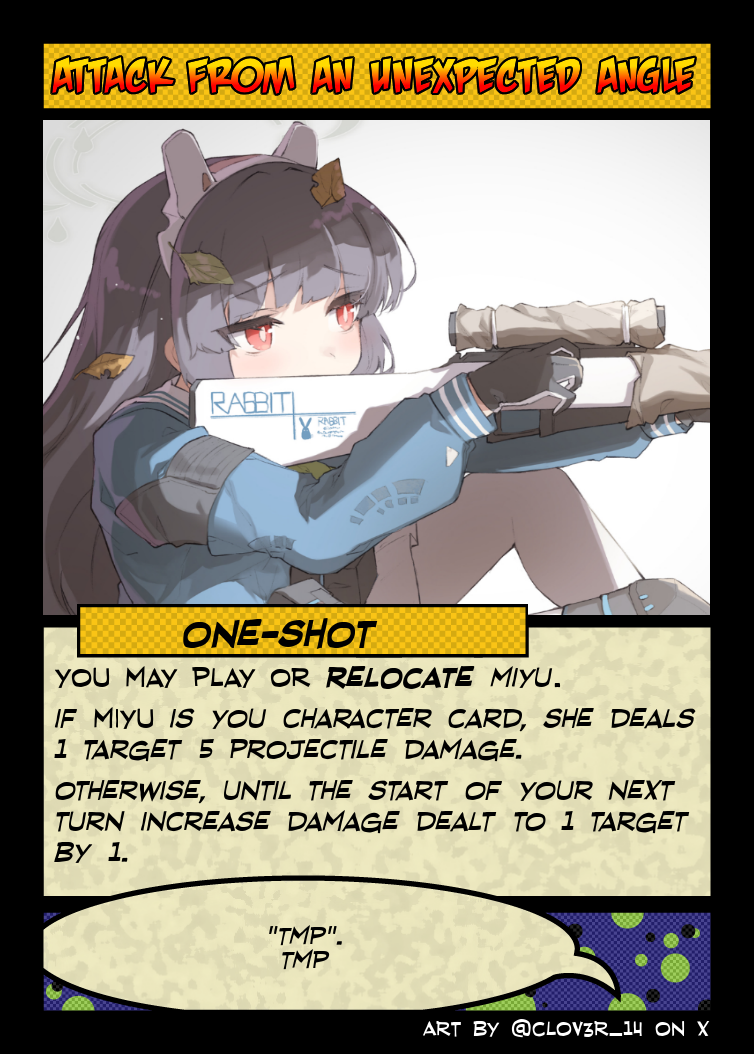 ATTACK FROM AN UNEXPECTED ANGLE
RABBIT
RABBIT
ONE-SHOT
YOU MAY PLAY OR RELOCATE MIYU.
IF MIYU IS YOU CHARACTER CARD, SHE DEALS
1 TARGET 5 PROJECTILE DAMAGE.
OTHERWISE, UNTIL THE START OF YOUR NEXT
TURN INCREASE DAMAGE DEALT TO 1 TARGET
BY 1.
"TMP".
TMP
ART BY @CLOV3R_14 ON X